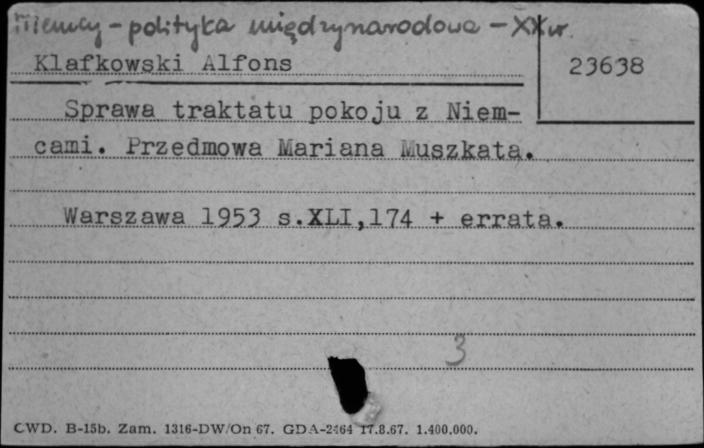 Niemcy - polityka międzynarodowa - XX w.
Klafkowski Alfons
23638
Sprawa traktatu pokoju z Niem-
cami. Przedmowa Mariana Muszkata.
Warszawa 1953 s.XLI,174 + errata.
3
CWD. B-15b. Zam. 1316-DW/On 67. GDA-2464 17.8.67. 1.400.000.